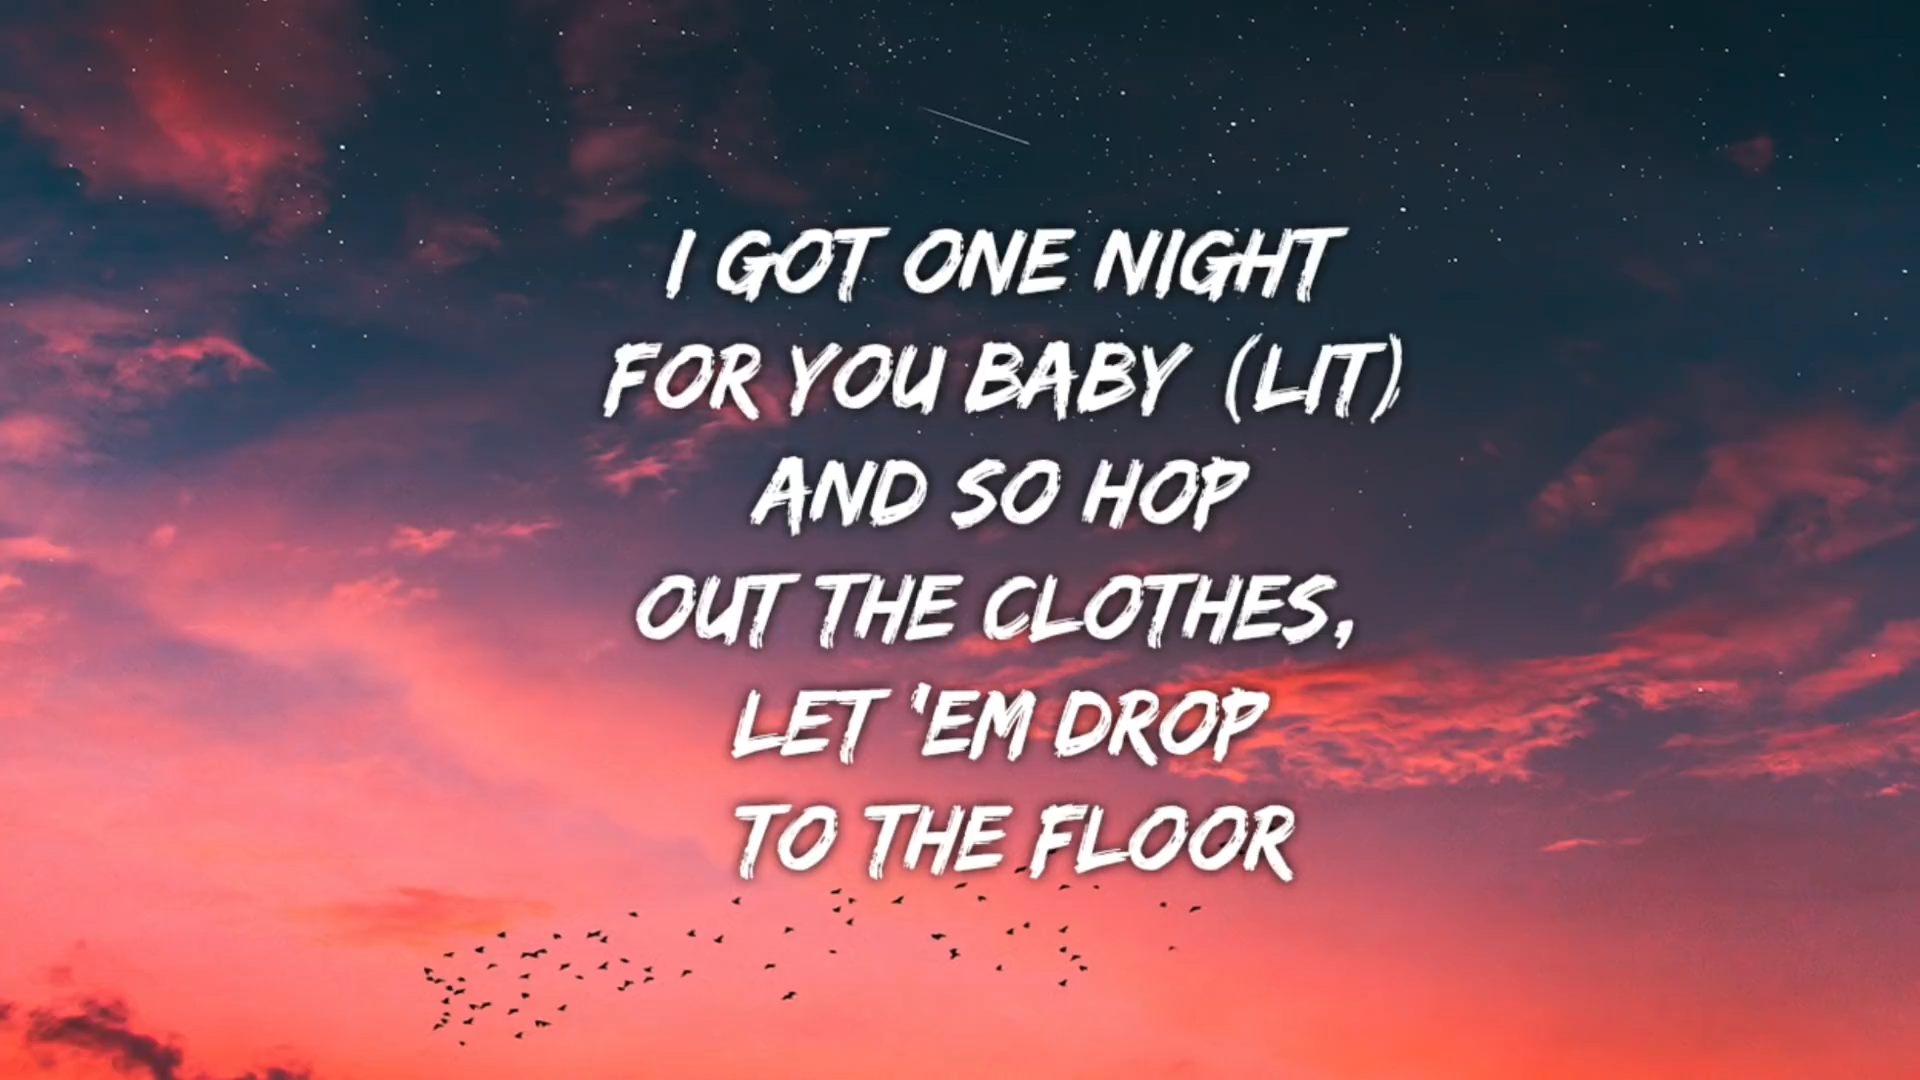 I GOT ONE NIGHT
FOR YOU BABY (LIT)
AND SO HOP
OUT THE CLOTHES,
LET 'EM DROP
TO THE FLOOR